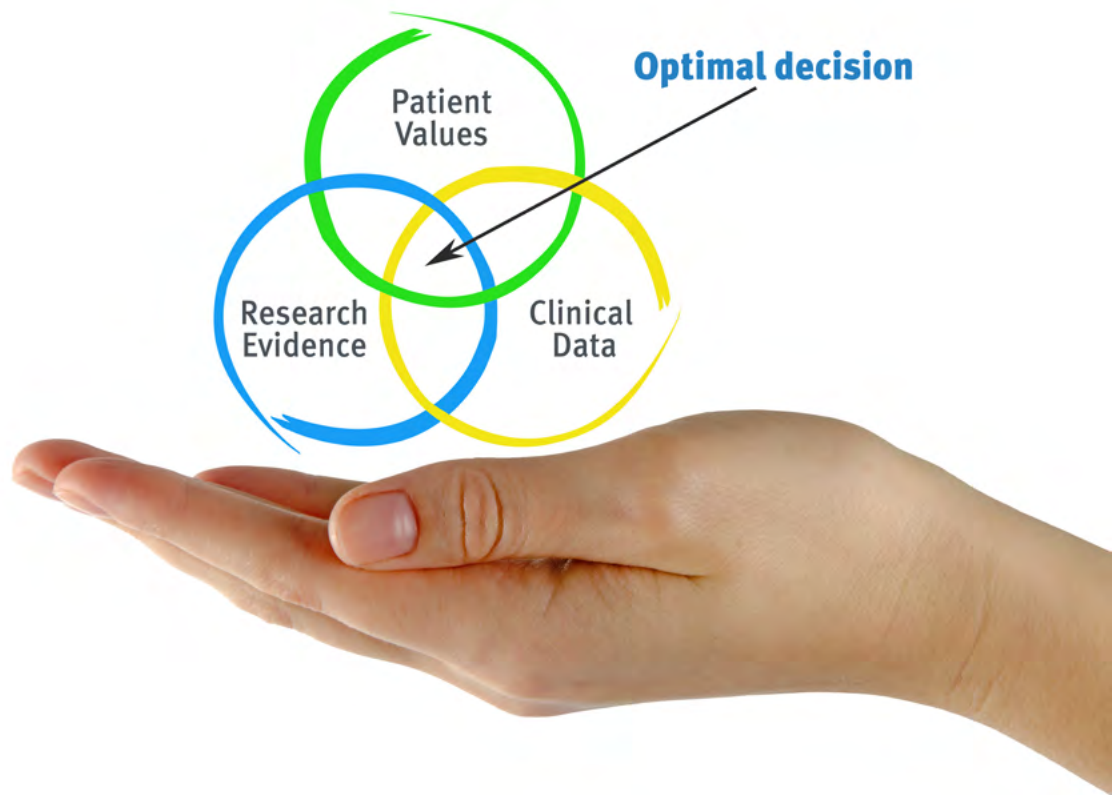 Optimal decision
Patient
Values
Research
Evidence
Clinical
Data